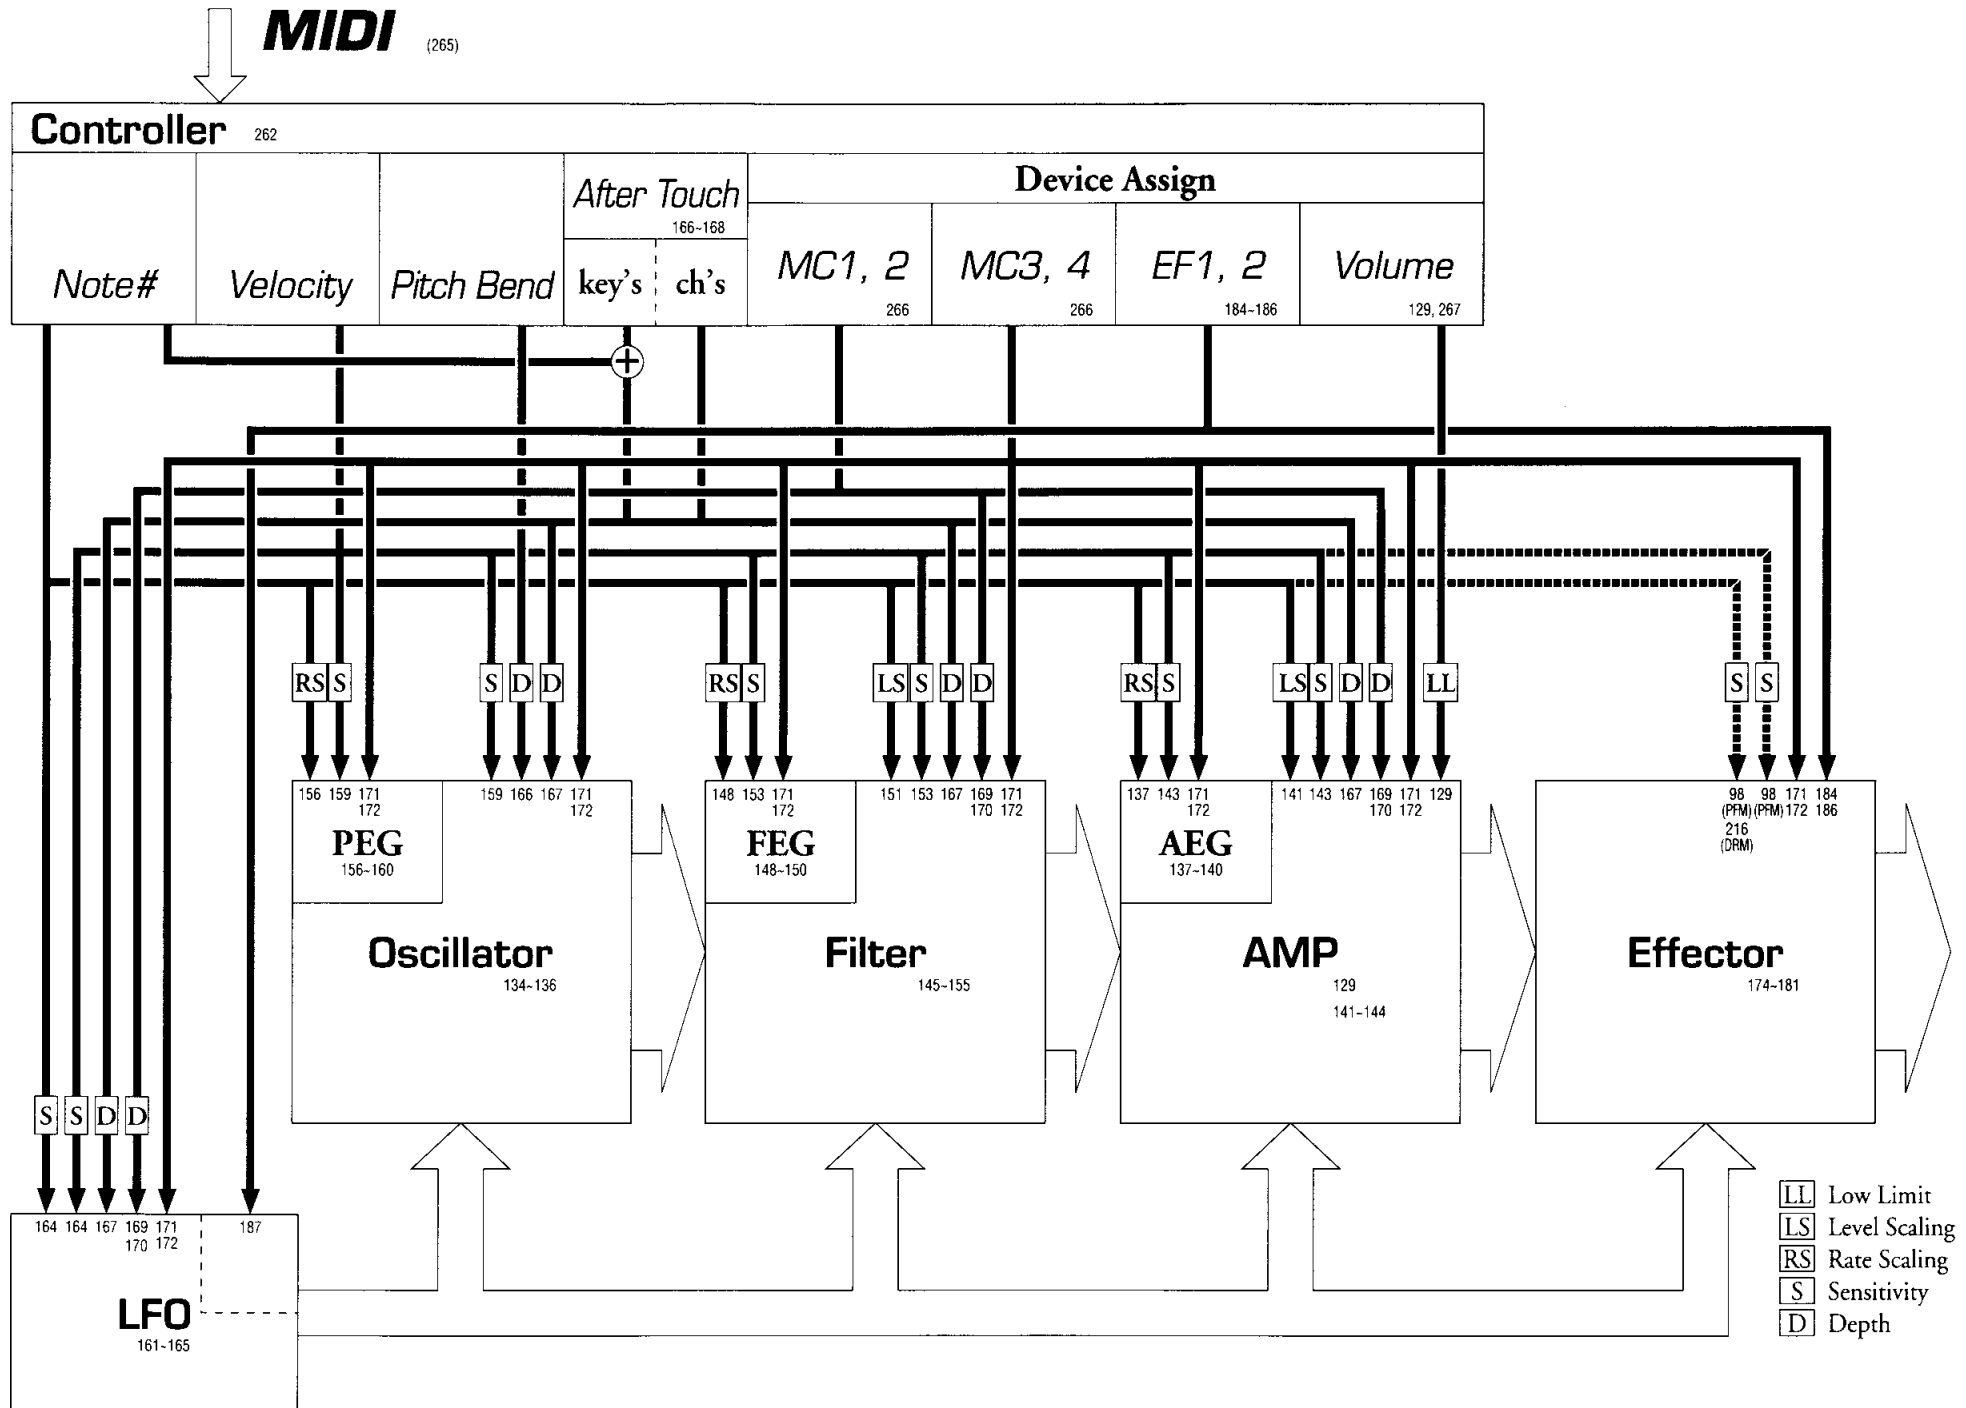 MIDI (265)
Controller 262
Note#
Velocity
Pitch Bend
After Touch
166~168
key's
ch's
Device Assign
MC1, 2
266
MC3, 4
266
EF1, 2
184~186
Volume
129, 267
+
RS S S D D RS S LS S D D RS S LS S D D LL S S
156 159 171 159 166 167 171
172 172
PEG
156~160
Oscillator
134~136
148 153 171 151 153 167 169 171
172 170 172
FEG
148~150
Filter
145~155
137 143 171 141 143 167 169 171 129
172 170 172
AEG
137~140
AMP
129
141~144
98 98 171 184
(PFM) (PFM) 172 186
216
(DRM)
Effector
174~181
S S D D
164 164 167 169 171 187
170 172
LFO
161~165
LL Low Limit
LS Level Scaling
RS Rate Scaling
S Sensitivity
D Depth